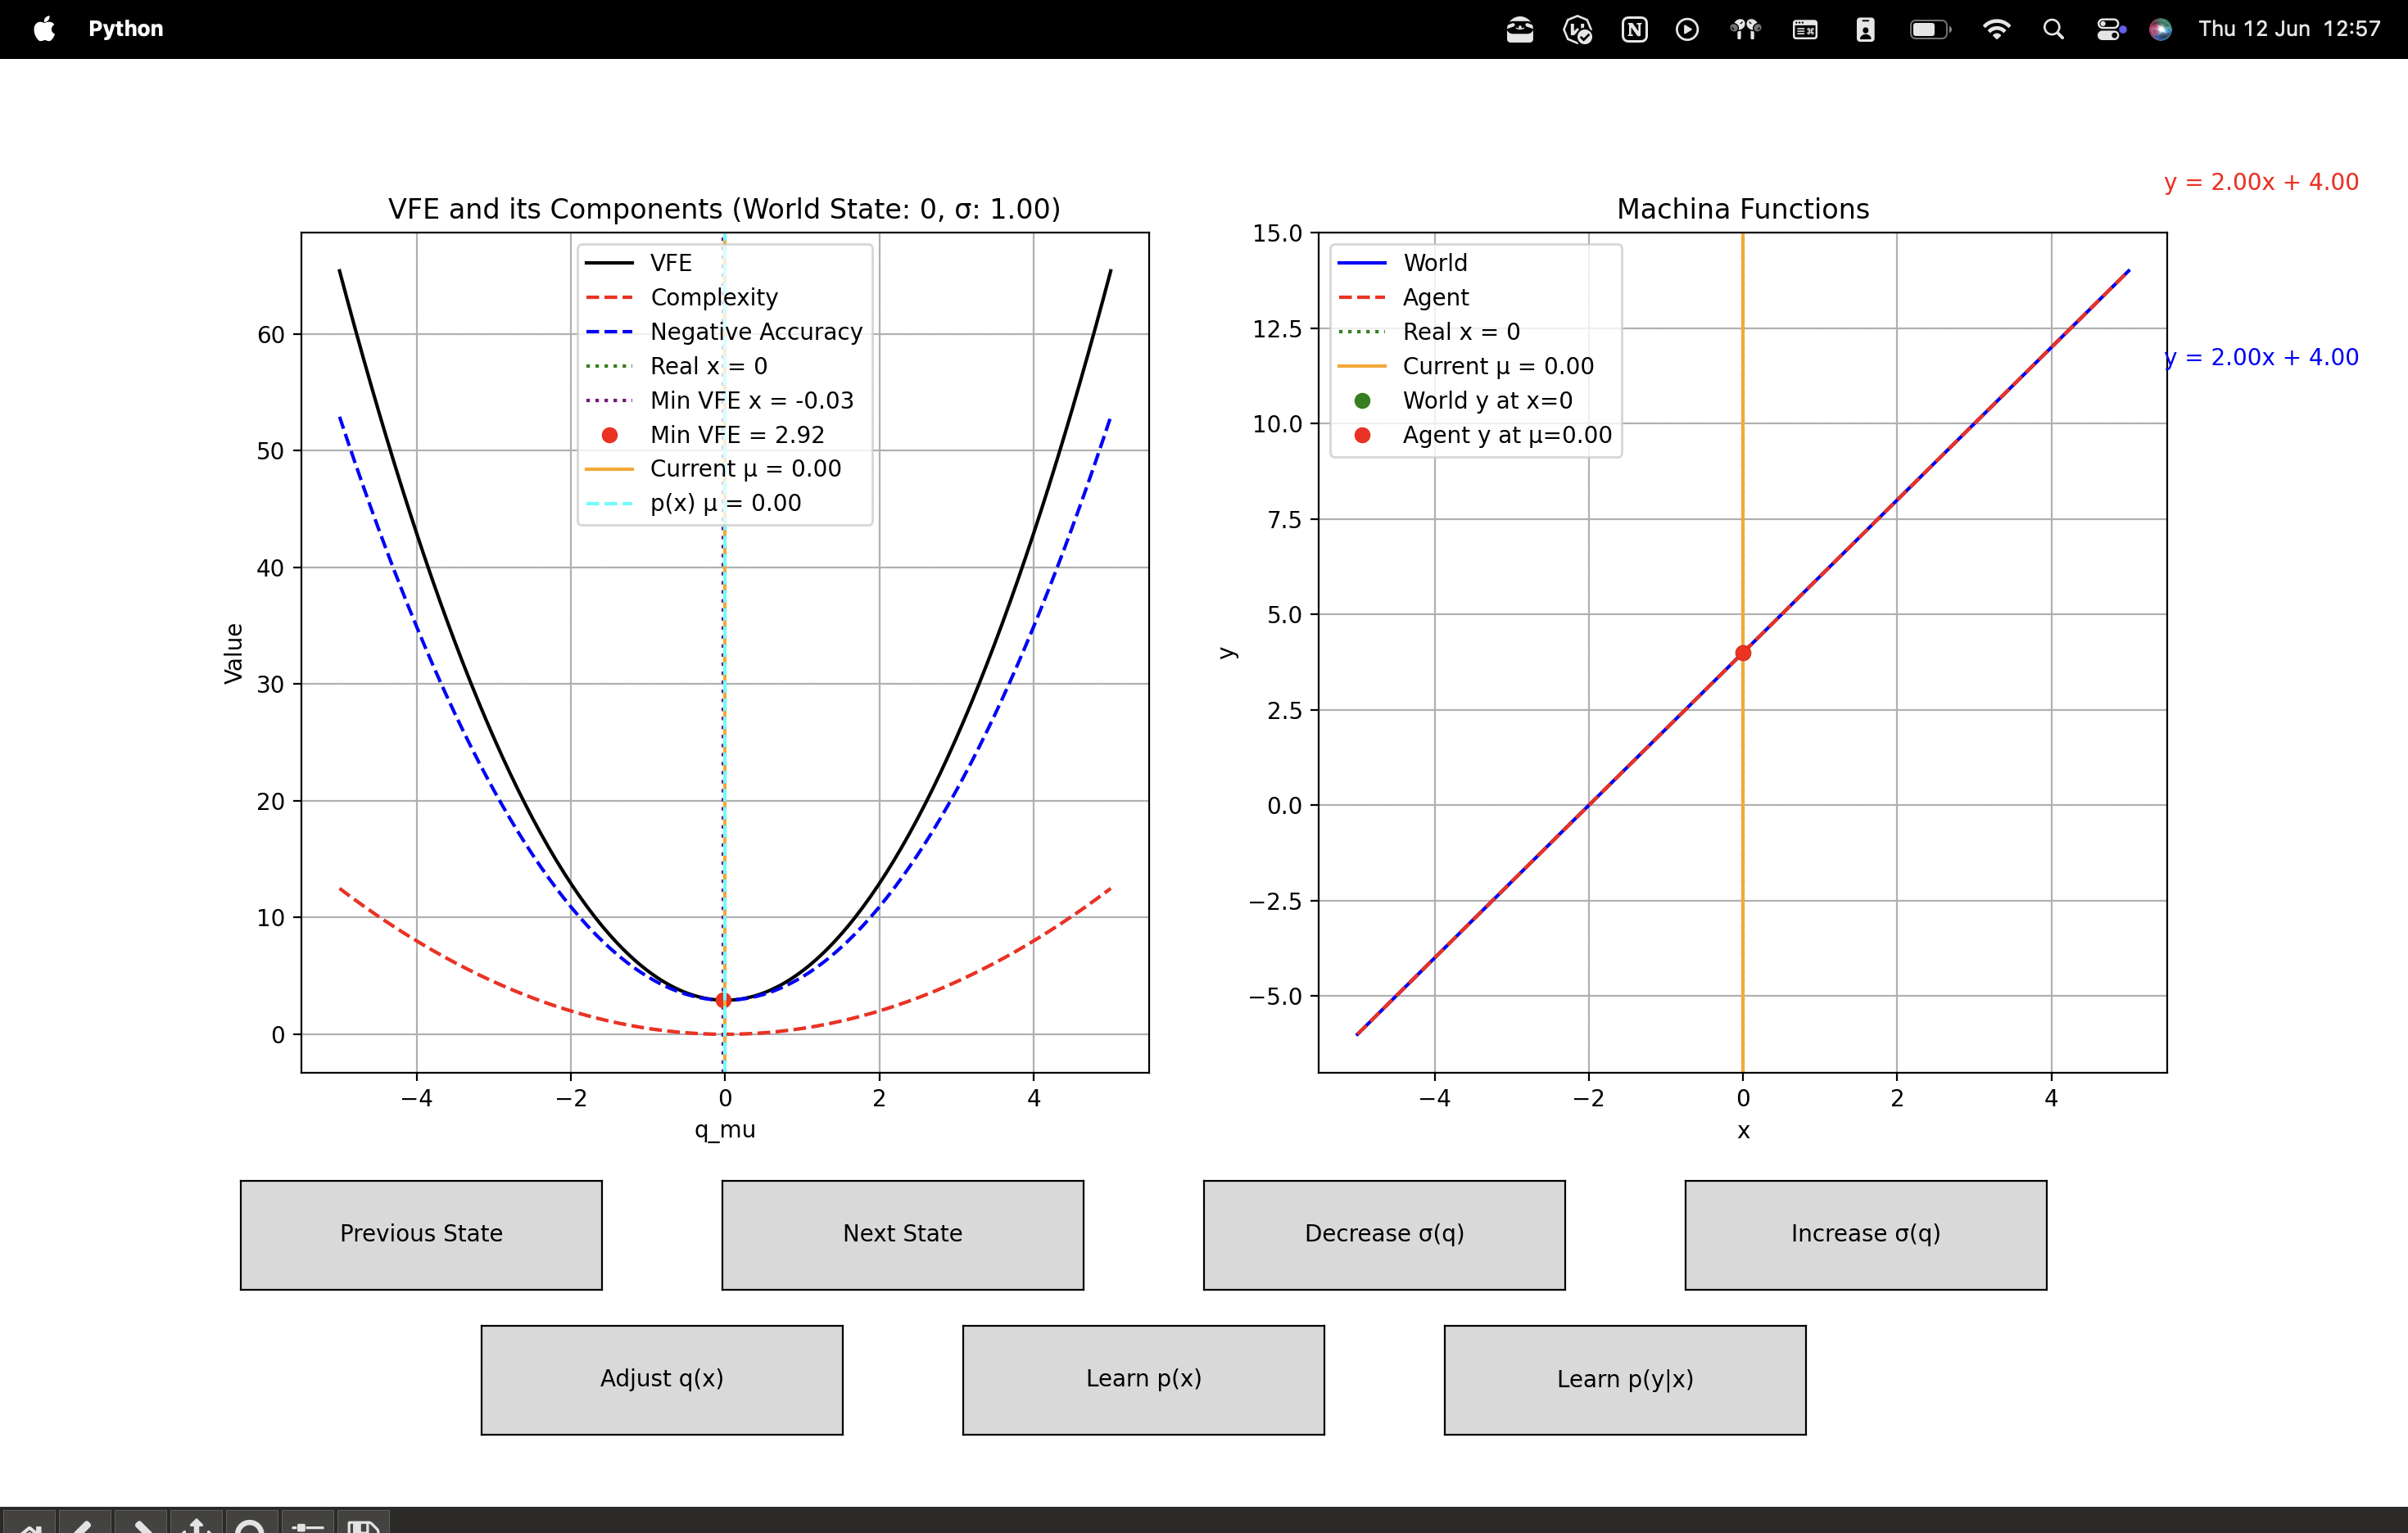 Python
Thu 12 Jun 12:57
y = 2.00x + 4.00
VFE and its Components (World State: 0, σ: 1.00)
VFE
Complexity
Negative Accuracy
Real x = 0
Min VFE x = -0.03
Min VFE = 2.92
Current μ = 0.00
p(x) μ = 0.00
60
50
40
30
20
10
0
Value
−4
−2
0
2
4
q_mu
Machina Functions
World
Agent
Real x = 0
Current μ = 0.00
World y at x=0
Agent y at μ=0.00
y = 2.00x + 4.00
15.0
12.5
10.0
7.5
5.0
2.5
0.0
−2.5
−5.0
y
−4
−2
0
2
4
x
Previous State
Next State
Decrease σ(q)
Increase σ(q)
Adjust q(x)
Learn p(x)
Learn p(y|x)